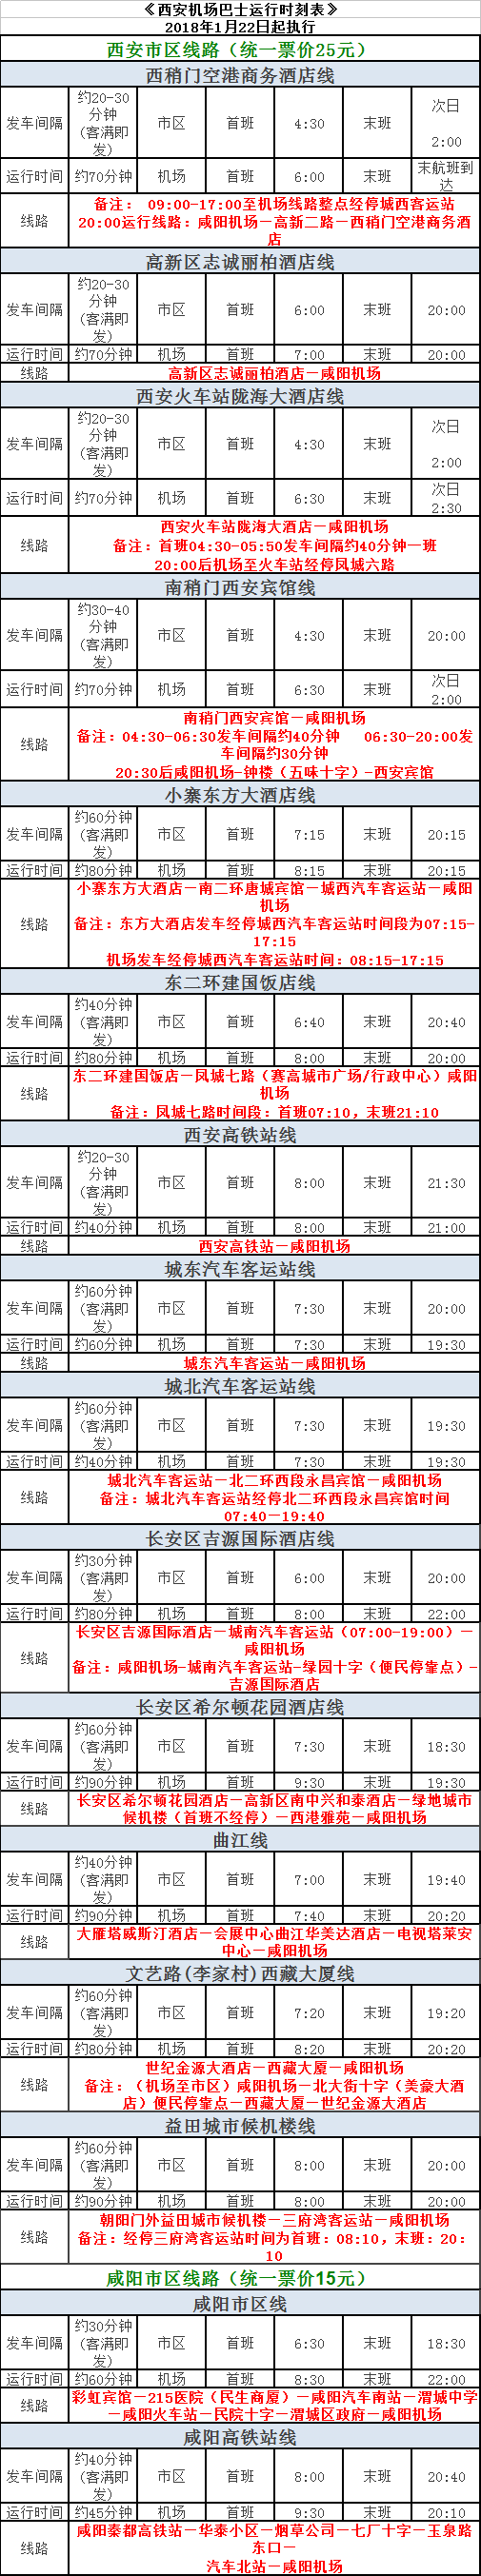 《西安机场巴士运行时刻表》
2018年1月22日起执行
西安市区线路（统一票价25元）
西稍门空港商务酒店线
发车间隔 约20-30分钟(客满即发) 市区 首班 4:30 末班 次日 2:00
运行时间 约70分钟 机场 首班 6:00 末班 末航班到达
线路 备注： 09:00-17:00至机场线路整点经停城西客运站
20:00运行线路：咸阳机场－高新二路－西稍门空港商务酒
店
高新区志诚丽柏酒店线
发车间隔 约20-30分钟(客满即发) 市区 首班 6:00 末班 20:00
运行时间 约70分钟 机场 首班 7:00 末班 20:00
线路 高新区志诚丽柏酒店－咸阳机场
西安火车站陇海大酒店线
发车间隔 约20-30分钟(客满即发) 市区 首班 4:30 末班 次日 2:00
运行时间 约70分钟 机场 首班 6:30 末班 次日 2:30
线路 西安火车站陇海大酒店－咸阳机场
备注：首班04:30-05:50发车间隔约40分钟一班
20:00后机场至火车站经停凤城六路
南稍门西安宾馆线
发车间隔 约30-40分钟(客满即发) 市区 首班 4:30 末班 20:00
运行时间 约70分钟 机场 首班 6:30 末班 次日 2:00
线路 南稍门西安宾馆－咸阳机场
备注：04:30-06:30发车间隔约40分钟 06:30-20:00发
车间隔约30分钟
20:30后咸阳机场-钟楼（五味十字）-西安宾馆
小寨东方大酒店线
发车间隔 约60分钟(客满即发) 市区 首班 7:15 末班 20:15
运行时间 约80分钟 机场 首班 8:15 末班 20:15
线路 小寨东方大酒店－南二环唐城宾馆－城西汽车客运站－咸阳
机场
备注：东方大酒店发车经停城西汽车客运站时间段为07:15-
17:15
机场发车经停城西汽车客运站时间：08:15-17:15
东二环建国饭店线
发车间隔 约40分钟(客满即发) 市区 首班 6:40 末班 20:40
运行时间 约80分钟 机场 首班 8:00 末班 20:00
线路 东二环建国饭店－凤城七路（赛高城市广场/行政中心）咸阳
机场
备注：凤城七路时间段：首班07:10，末班21:10
西安高铁站线
发车间隔 约20-30分钟(客满即发) 市区 首班 8:00 末班 21:30
运行时间 约40分钟 机场 首班 8:00 末班 21:00
线路 西安高铁站－咸阳机场
城东汽车客运站线
发车间隔 约60分钟(客满即发) 市区 首班 7:30 末班 20:00
运行时间 约60分钟 机场 首班 7:30 末班 19:30
线路 城东汽车客运站－咸阳机场
城北汽车客运站线
发车间隔 约60分钟(客满即发) 市区 首班 7:30 末班 19:30
运行时间 约40分钟 机场 首班 7:30 末班 19:30
线路 城北汽车客运站－北二环西段永昌宾馆－咸阳机场
备注：城北汽车客运站经停北二环西段永昌宾馆时间
07:40－19:40
长安区吉源国际酒店线
发车间隔 约30分钟(客满即发) 市区 首班 6:00 末班 20:00
运行时间 约80分钟 机场 首班 8:00 末班 22:00
线路 长安区吉源国际酒店－城南汽车客运站（07:00-19:00）－
咸阳机场
备注：咸阳机场-城南汽车客运站-绿园十字（便民停靠点）-
吉源国际酒店
长安区希尔顿花园酒店线
发车间隔 约60分钟(客满即发) 市区 首班 7:30 末班 18:30
运行时间 约90分钟 机场 首班 9:30 末班 19:30
线路 长安区希尔顿花园酒店－高新区南中兴和泰酒店－绿地城市
候机楼（首班不经停）－西港雅苑－咸阳机场
曲江线
发车间隔 约40分钟(客满即发) 市区 首班 7:00 末班 19:40
运行时间 约90分钟 机场 首班 7:40 末班 20:20
线路 大雁塔威斯汀酒店－会展中心曲江华美达酒店－电视塔莱安
中心－咸阳机场
文艺路(李家村)西藏大厦线
发车间隔 约60分钟(客满即发) 市区 首班 7:20 末班 19:20
运行时间 约80分钟 机场 首班 8:20 末班 20:20
线路 世纪金源大酒店－西藏大厦－咸阳机场
备注：（机场至市区）咸阳机场－北大街十字（美豪大酒
店）便民停靠点－西藏大厦－世纪金源大酒店
益田城市候机楼线
发车间隔 约60分钟(客满即发) 市区 首班 8:00 末班 20:00
运行时间 约90分钟 机场 首班 8:00 末班 20:00
线路 朝阳门外益田城市候机楼－三府湾客运站－咸阳机场
备注：经停三府湾客运站时间为首班：08:10，末班：20：
10
咸阳市区线路（统一票价15元）
咸阳市区线
发车间隔 约30分钟(客满即发) 市区 首班 6:30 末班 18:30
运行时间 约60分钟 机场 首班 8:30 末班 22:00
线路 彩虹宾馆－215医院（民生商厦）－咸阳汽车南站－渭城中学
－咸阳火车站－民院十字－渭城区政府－咸阳机场
咸阳高铁站线
发车间隔 约40分钟(客满即发) 市区 首班 8:00 末班 20:40
运行时间 约45分钟 机场 首班 9:30 末班 20:10
线路 咸阳秦都高铁站－华泰小区－烟草公司－七厂十字－玉泉路
东口－
汽车北站－咸阳机场